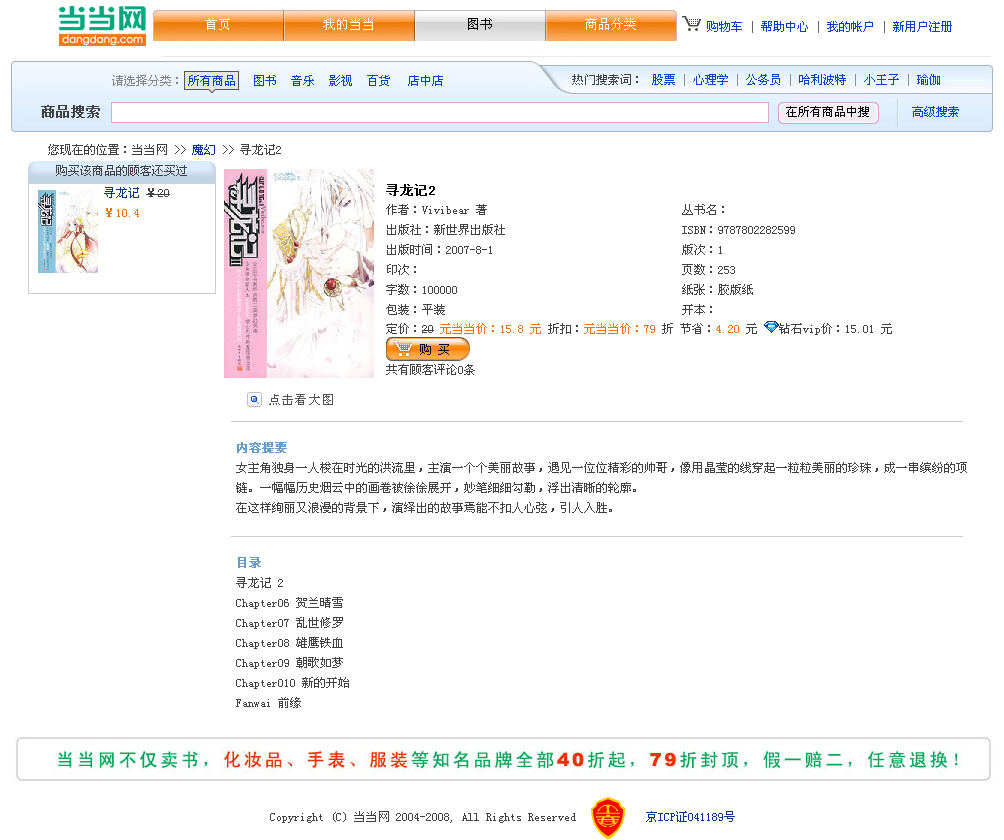 当当网
dangdang.com
首页 我的当当 图书 商品分类 购物车 | 帮助中心 | 我的帐户 | 新用户注册
请选择分类： 所有商品 图书 音乐 影视 百货 店中店 热门搜索词： 股票 | 心理学 | 公务员 | 哈利波特 | 小王子 | 瑜伽
商品搜索 在所有商品中搜 高级搜索
您现在的位置：当当网 >> 魔幻 >> 寻龙记2
购买该商品的顾客还买过
寻龙记 ￥20
￥10.4
寻龙记
寻龙记II
寻龙记2
作者：Vivibear 著 丛书名：
出版社：新世界出版社 ISBN：9787802282599
出版时间：2007-8-1 版次：1
印次： 页数：253
字数：100000 纸张：胶版纸
包装：平装 开本：
定价：20 元当当价：15.8 元 折扣：元当当价：79 折 节省：4.20 元 钻石vip价：15.01 元
购 买
共有顾客评论0条
点击看大图
内容提要
女主角独身一人梭在时光的洪流里，主演一个个美丽故事，遇见一位位精彩的帅哥，像用晶莹的线穿起一粒粒美丽的珍珠，成一串缤纷的项
链。一幅幅历史烟云中的画卷被徐徐展开，妙笔细细勾勒，浮出清晰的轮廓。
在这样绚丽又浪漫的背景下，演绎出的故事焉能不扣人心弦，引人入胜。
目录
寻龙记 2
Chapter06 贺兰晴雪
Chapter07 乱世修罗
Chapter08 雄鹰铁血
Chapter09 朝歌如梦
Chapter010 新的开始
Fanwai 前缘
当当网不仅卖书，化妆品、手表、服装等知名品牌全部40折起，79折封顶，假一赔二，任意退换！
Copyright (C) 当当网 2004-2008, All Rights Reserved 京ICP证041189号